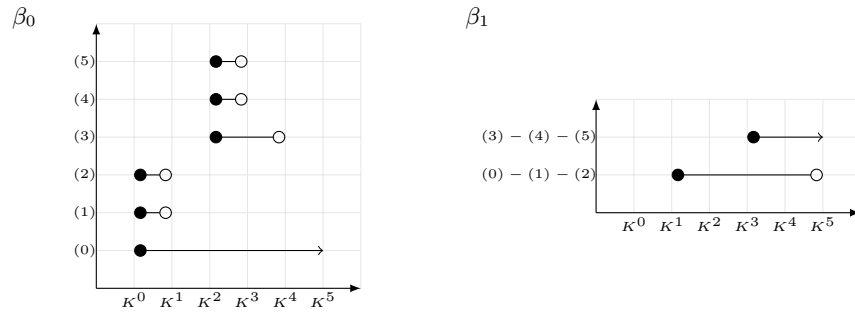 β₀
(5)
(4)
(3)
(2)
(1)
(0)
K⁰ K¹ K² K³ K⁴ K⁵
β₁
(3) − (4) − (5)
(0) − (1) − (2)
K⁰ K¹ K² K³ K⁴ K⁵